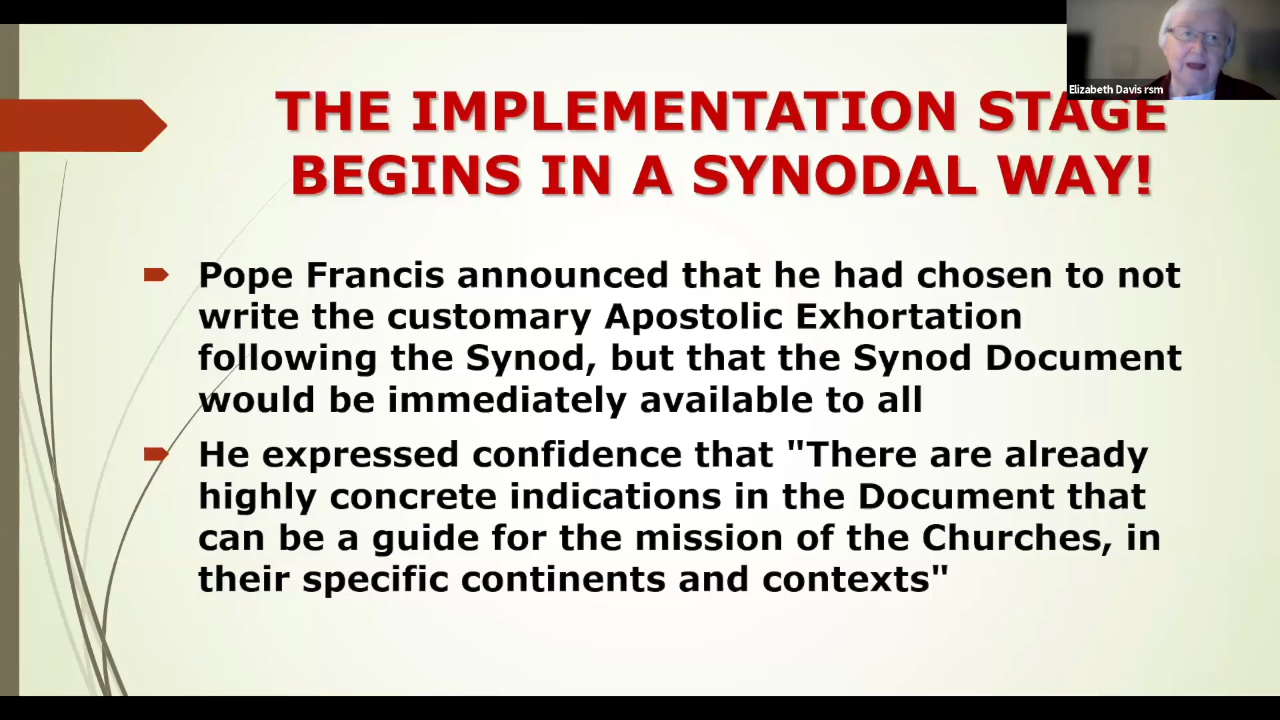 Elizabeth Davis rsm
THE IMPLEMENTATION STAGE
BEGINS IN A SYNODAL WAY!
Pope Francis announced that he had chosen to not
write the customary Apostolic Exhortation
following the Synod, but that the Synod Document
would be immediately available to all
He expressed confidence that "There are already
highly concrete indications in the Document that
can be a guide for the mission of the Churches, in
their specific continents and contexts"